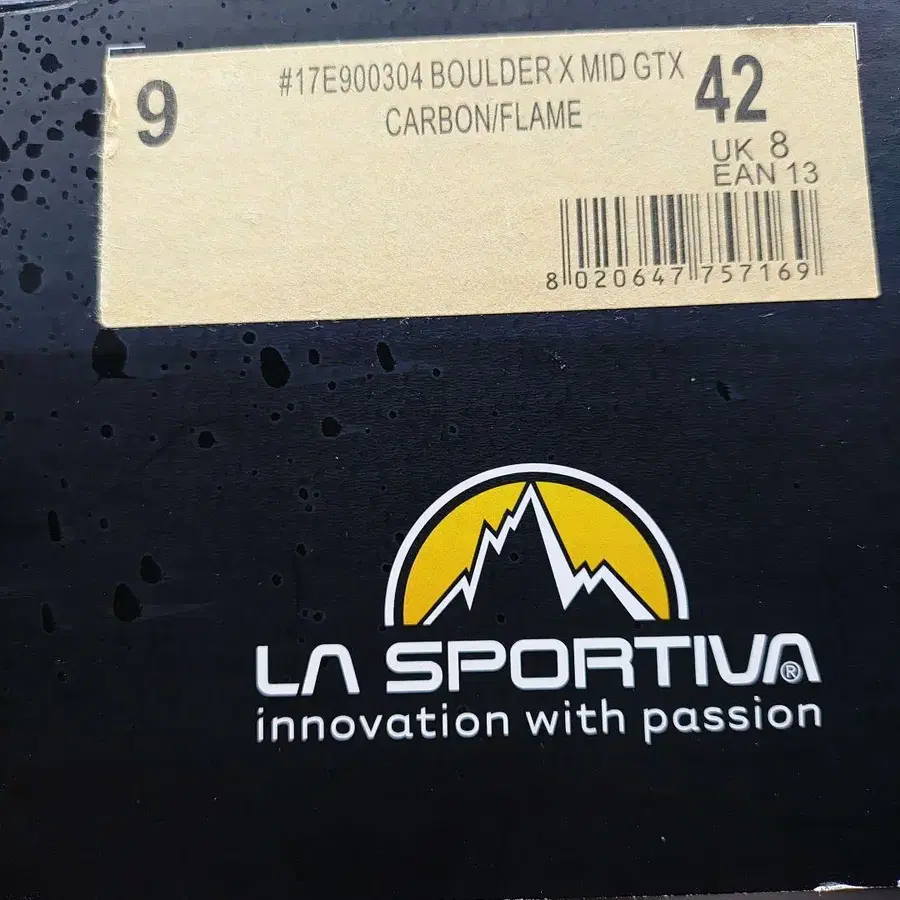 9
#17E900304 BOULDER X MID GTX
CARBON/FLAME
42
UK 8
EAN 13
8 020647 757169
LA SPORTIVA®
innovation with passion